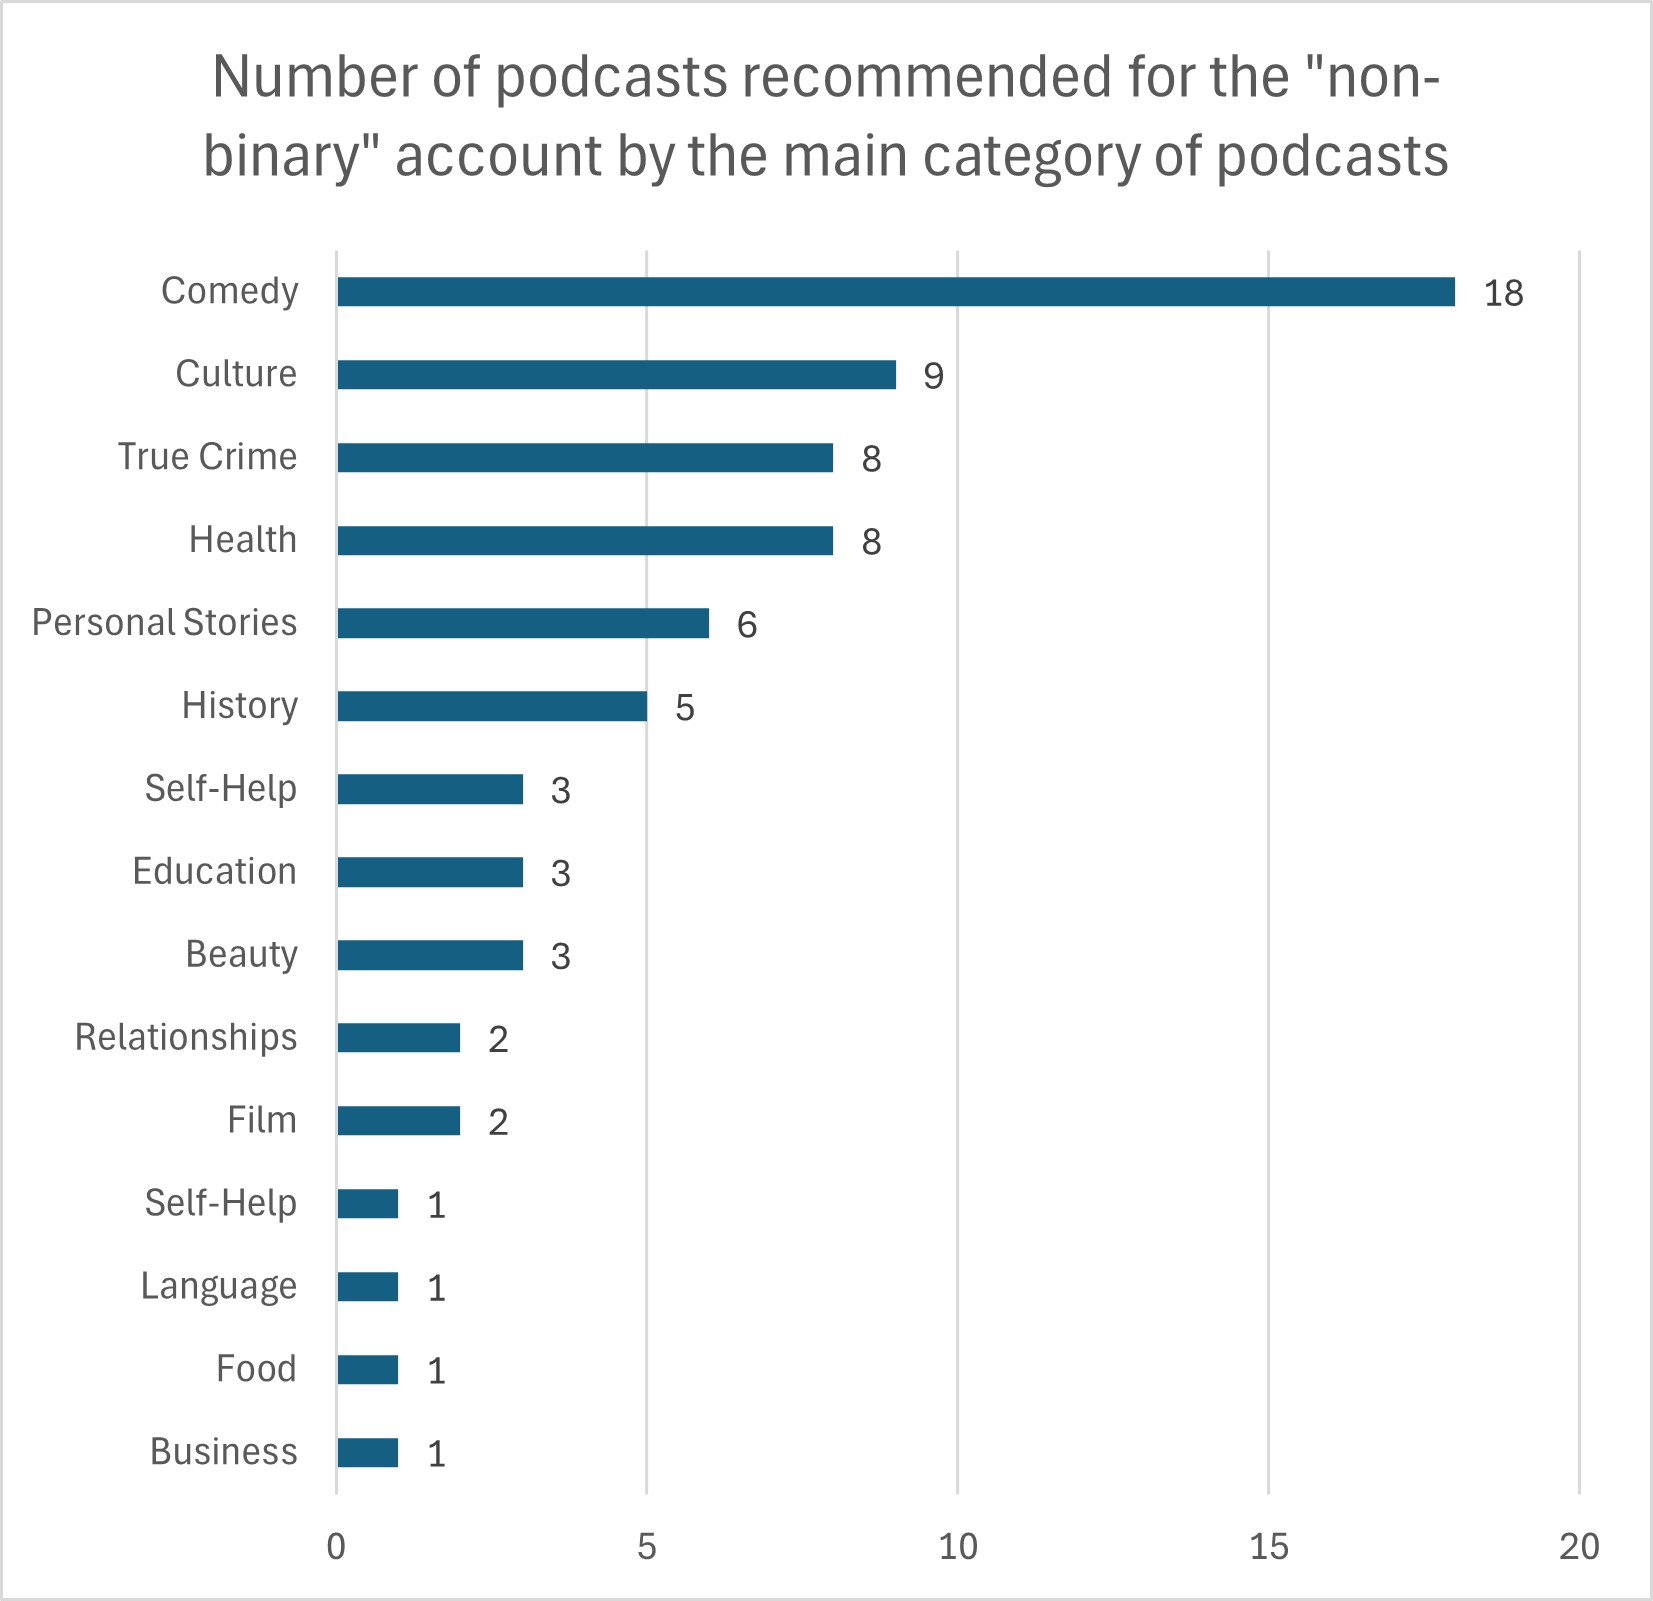 Number of podcasts recommended for the "non-
binary" account by the main category of podcasts
Comedy 18
Culture 9
True Crime 8
Health 8
Personal Stories 6
History 5
Self-Help 3
Education 3
Beauty 3
Relationships 2
Film 2
Self-Help 1
Language 1
Food 1
Business 1
0 5 10 15 20